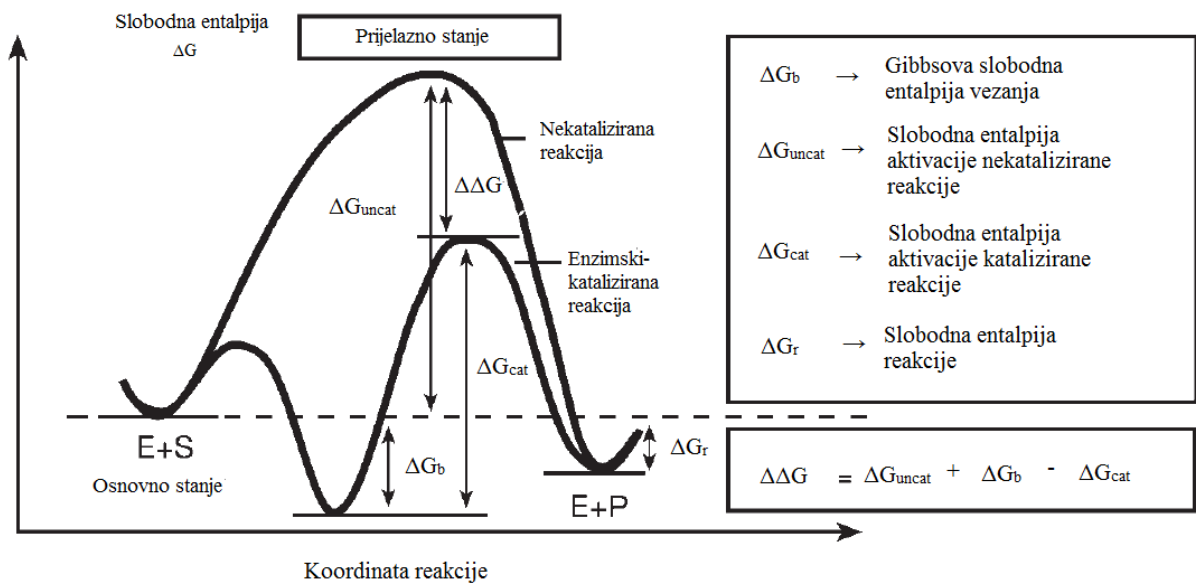 Slobodna entalpija
ΔG
Prijelazno stanje
Nekatalizirana
reakcija
ΔΔG
ΔGuncat
Enzimski-
katalizirana
reakcija
ΔGcat
E+S
Osnovno stanje
ΔGb
ΔGr
E+P
Koordinata reakcije
ΔGb → Gibbsova slobodna
entalpija vezanja
ΔGuncat → Slobodna entalpija
aktivacije nekatalizirane
reakcije
ΔGcat → Slobodna entalpija
aktivacije katalizirane
reakcije
ΔGr → Slobodna entalpija
reakcije
ΔΔG = ΔGuncat + ΔGb - ΔGcat